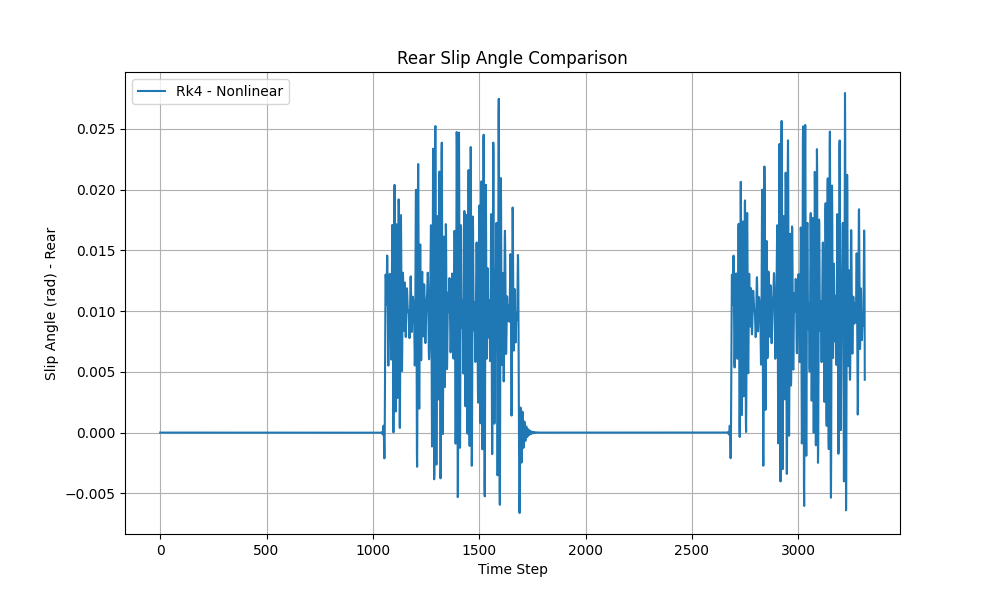 Rear Slip Angle Comparison
Rk4 - Nonlinear
Slip Angle (rad) - Rear
0.025
0.020
0.015
0.010
0.005
0.000
−0.005
0 500 1000 1500 2000 2500 3000
Time Step